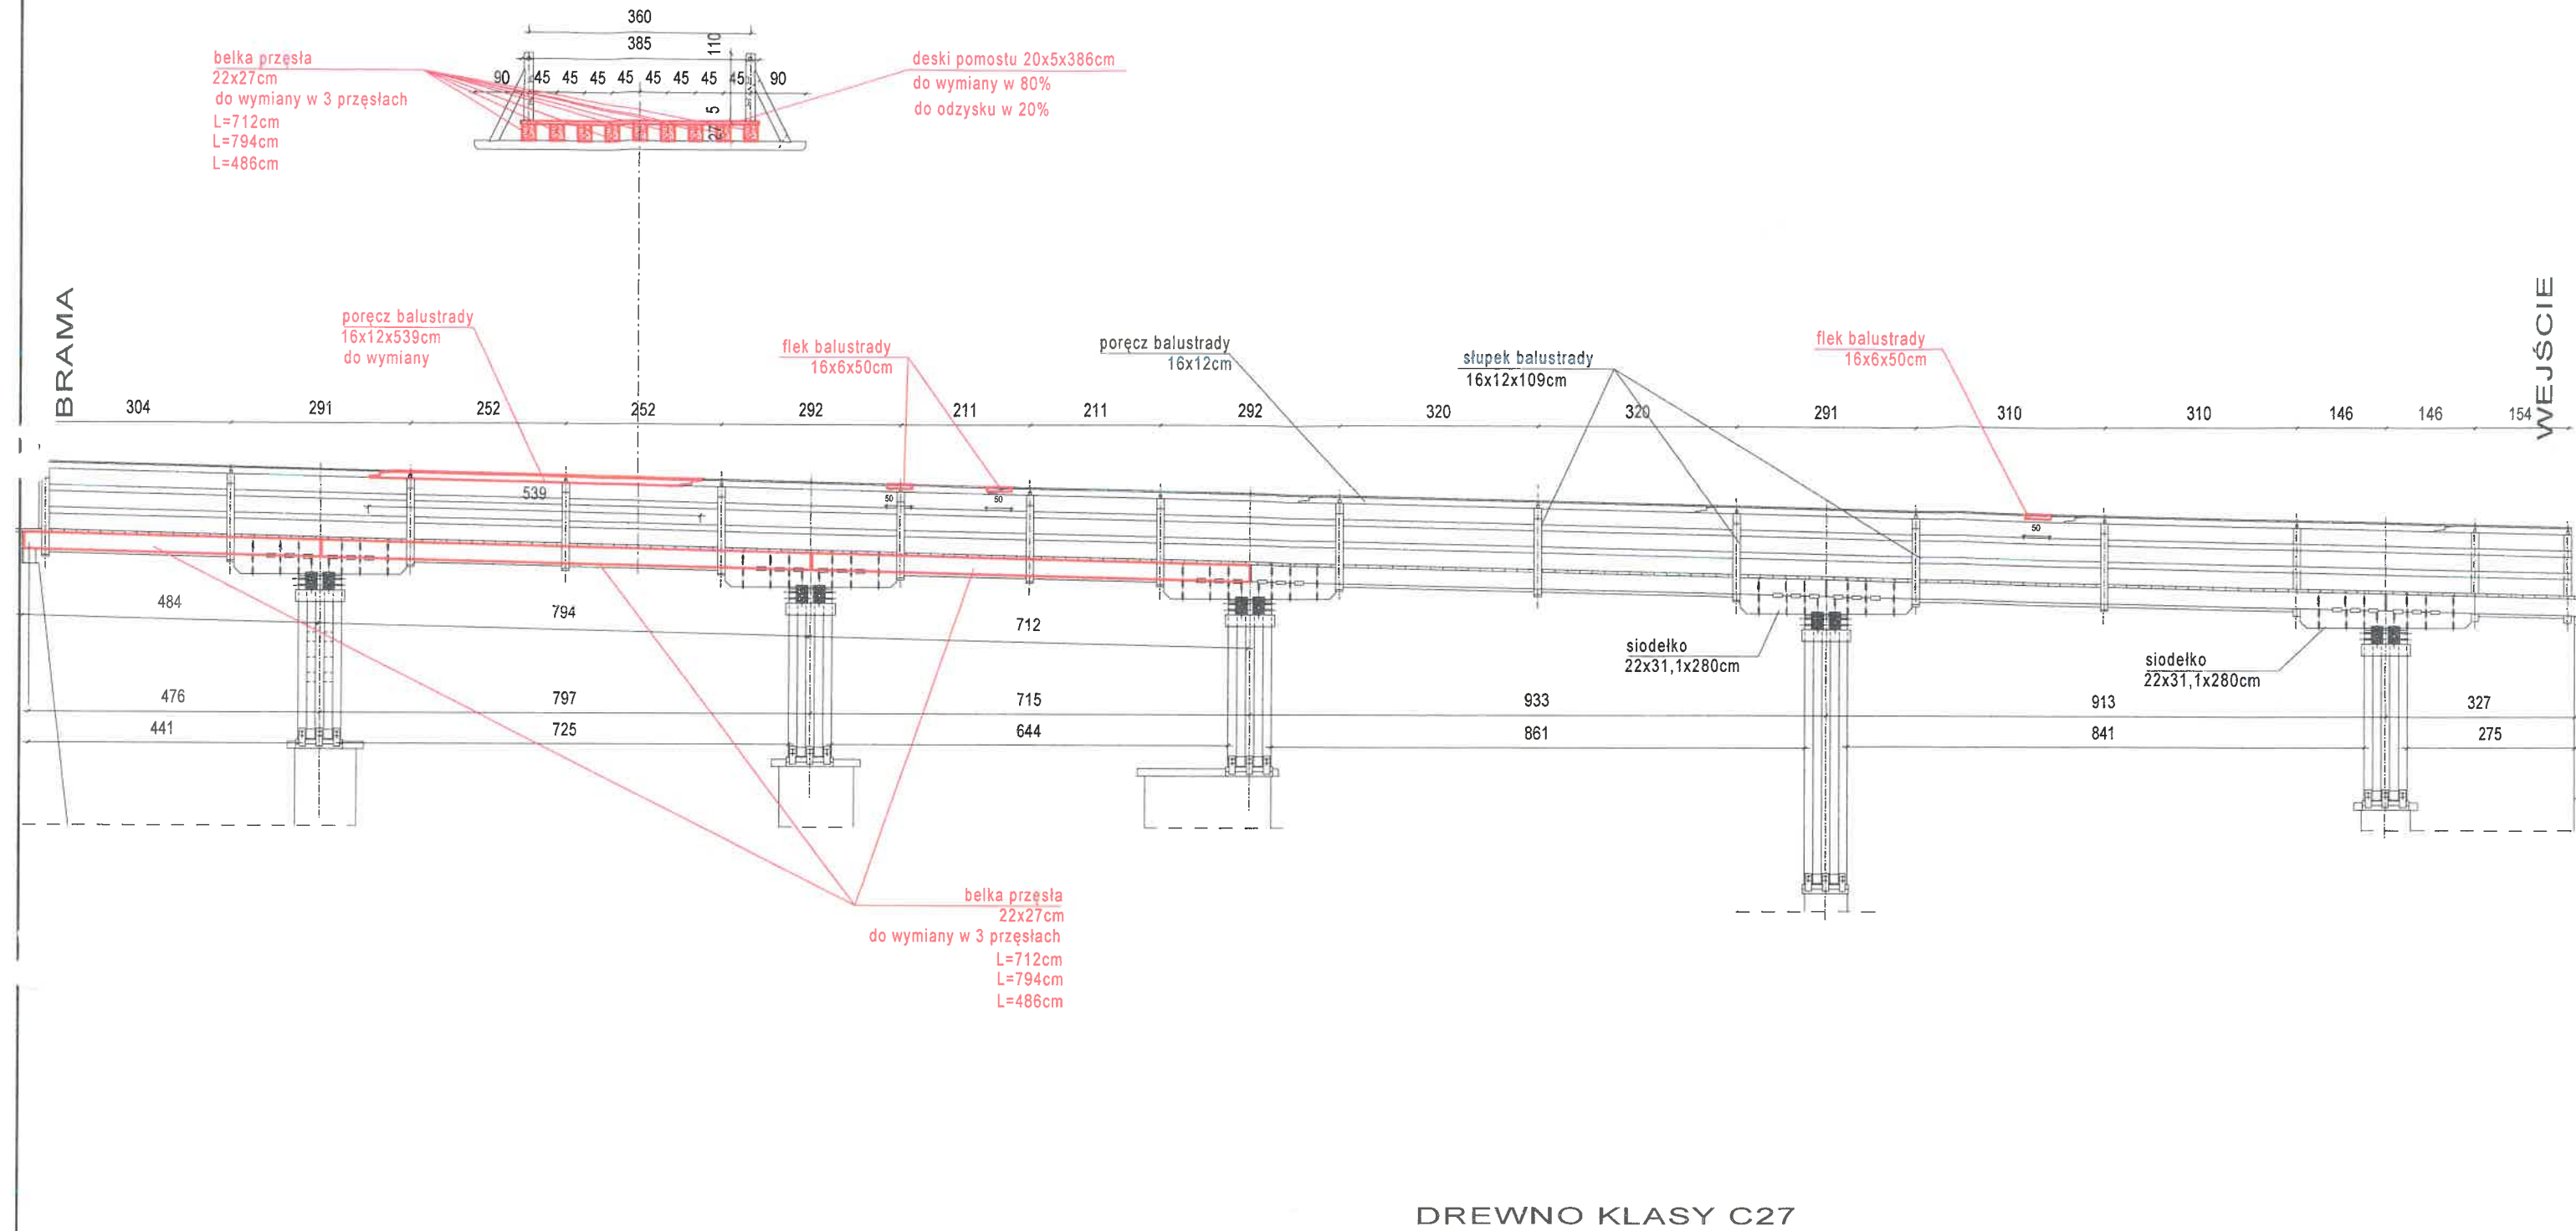 360
385
110
90 45 45 45 45 45 45 45 45 90
5
27
belka przęsła
22x27cm
do wymiany w 3 przęsłach
L=712cm
L=794cm
L=486cm
deski pomostu 20x5x386cm
do wymiany w 80%
do odzysku w 20%
BRAMA
WEJŚCIE
poręcz balustrady
16x12x539cm
do wymiany
flek balustrady
16x6x50cm
poręcz balustrady
16x12cm
słupek balustrady
16x12x109cm
flek balustrady
16x6x50cm
304 291 252 252 292 211 211 292 320 320 291 310 310 146 146 154
539
50
50
50
484
794
712
siodełko
22x31,1x280cm
siodełko
22x31,1x280cm
476 797 715 933 913 327
441 725 644 861 841 275
belka przęsła
22x27cm
do wymiany w 3 przęsłach
L=712cm
L=794cm
L=486cm
DREWNO KLASY C27